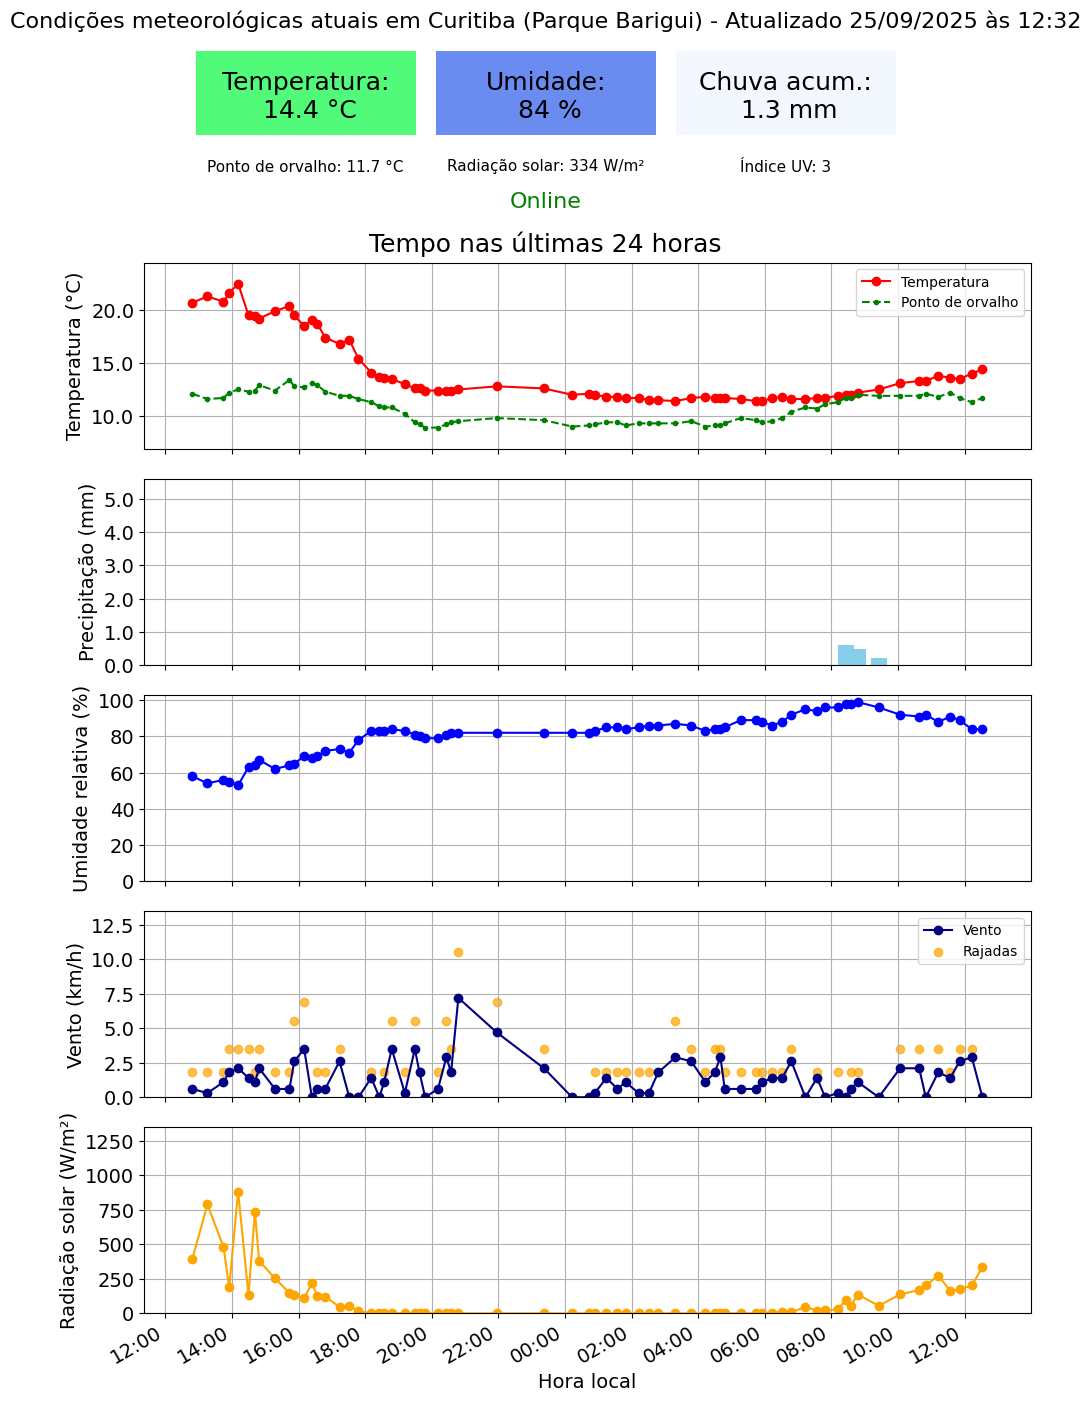 Condições meteorológicas atuais em Curitiba (Parque Barigui) - Atualizado 25/09/2025 às 12:32
Temperatura:
14.4 °C
Umidade:
84 %
Chuva acum.:
1.3 mm
Ponto de orvalho: 11.7 °C
Radiação solar: 334 W/m²
Índice UV: 3
Online
Tempo nas últimas 24 horas
Temperatura (°C)
20.0
15.0
10.0
Temperatura
Ponto de orvalho
Precipitação (mm)
5.0
4.0
3.0
2.0
1.0
0.0
Umidade relativa (%)
100
80
60
40
20
0
Vento (km/h)
12.5
10.0
7.5
5.0
2.5
0.0
Vento
Rajadas
Radiação solar (W/m²)
1250
1000
750
500
250
0
12:00
14:00
16:00
18:00
20:00
22:00
00:00
02:00
04:00
06:00
08:00
10:00
12:00
Hora local